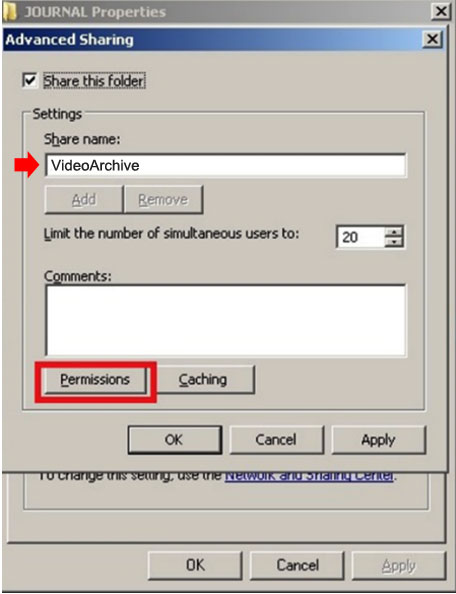 JOURNAL Properties
Advanced Sharing
Share this folder
Settings
Share name:
VideoArchive
Add Remove
Limit the number of simultaneous users to: 20
Comments:
Permissions Caching
OK Cancel Apply
To change this setting, use the Network and Sharing Center.
OK Cancel Apply